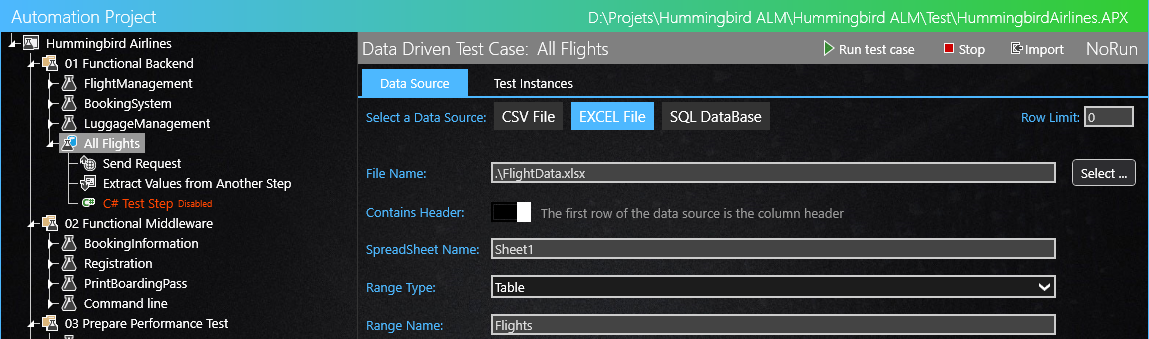 Automation Project
D:\Projets\Hummingbird ALM\Hummingbird ALM\Test\HummingbirdAirlines.APX
Hummingbird Airlines
01 Functional Backend
FlightManagement
BookingSystem
LuggageManagement
All Flights
Send Request
Extract Values from Another Step
C# C# Test Step Disabled
02 Functional Middleware
BookingInformation
Registration
PrintBoardingPass
Command line
03 Prepare Performance Test
Data Driven Test Case: All Flights
Run test case Stop Import NoRun
Data Source Test Instances
Select a Data Source: CSV File EXCEL File SQL DataBase Row Limit: 0
File Name: .\FlightData.xlsx Select ...
Contains Header: The first row of the data source is the column header
SpreadSheet Name: Sheet1
Range Type: Table
Range Name: Flights